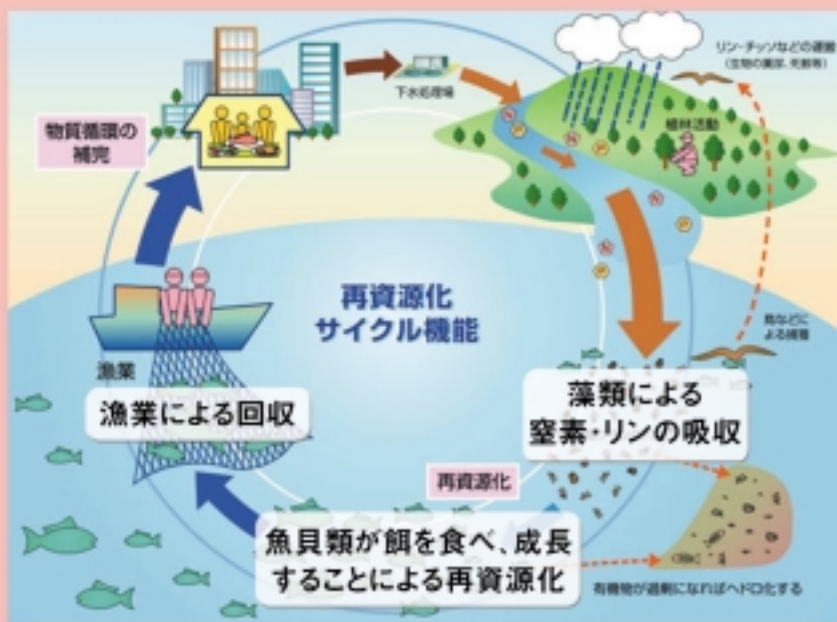 リン・チッソなどの運搬
(生物の糞尿、死骸等)
下水処理場
植林活動
物質循環の
補完
再資源化
サイクル機能
鳥などに
よる捕獲
漁業
漁業による回収
藻類による
窒素・リンの吸収
再資源化
魚貝類が餌を食べ、成長
することによる再資源化
有機物が過剰になればヘドロ化する